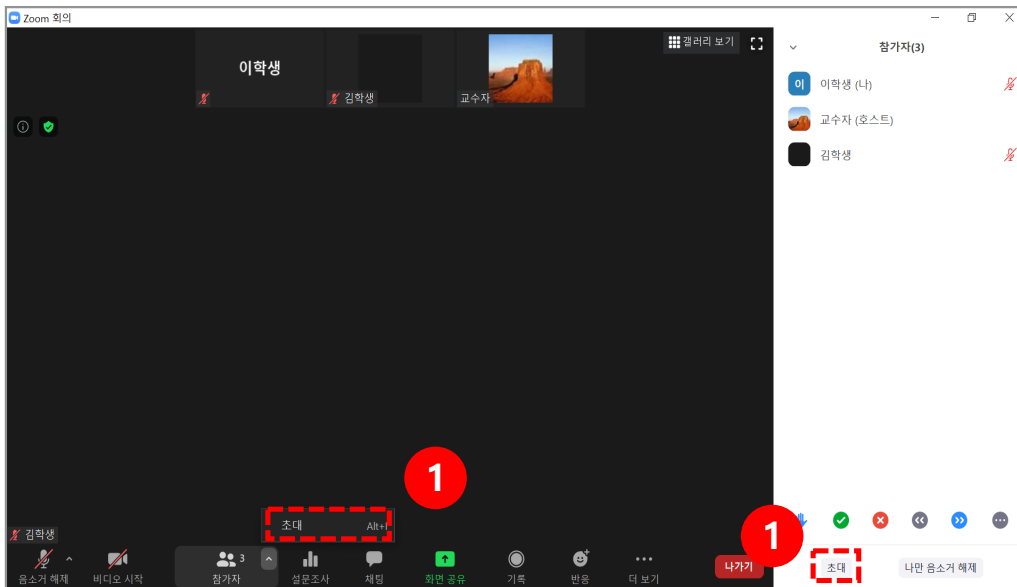 Zoom 회의
갤러리 보기
이학생
김학생
교수자
참가자(3)
이 이학생 (나)
교수자 (호스트)
김학생
1
1
초대 Alt+I
김학생
음소거 해제 비디오 시작 참가자 3 설문조사 채팅 화면 공유 기록 반응 더 보기 나가기
초대 나만 음소거 해제